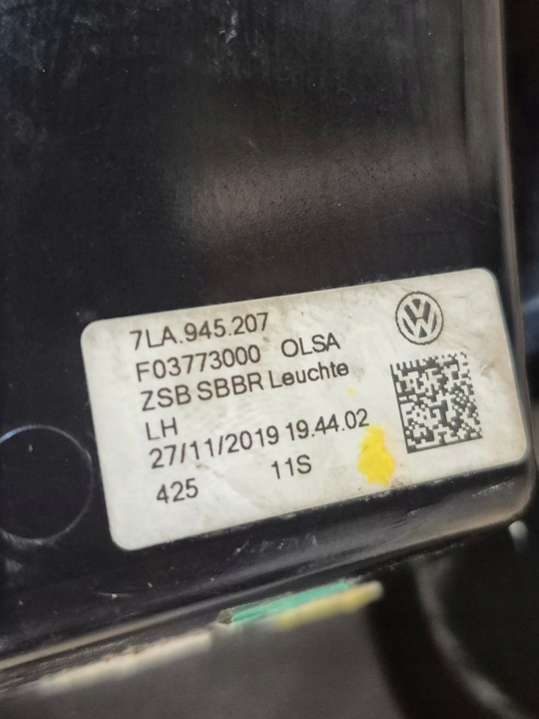 7LA.945.207
F03773000 OLSA
ZSB SBBR Leuchte
LH
27/11/2019 19.44.02
425 11S